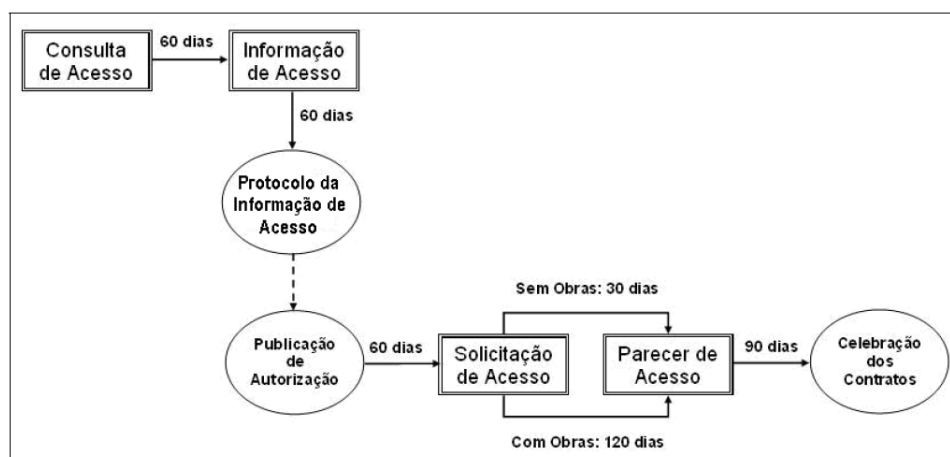 Consulta
de Acesso
60 dias
Informação
de Acesso
60 dias
Protocolo da
Informação de
Acesso
Publicação
de
Autorização
60 dias
Solicitação
de Acesso
Sem Obras: 30 dias
Com Obras: 120 dias
Parecer de
Acesso
90 dias
Celebração
dos
Contratos